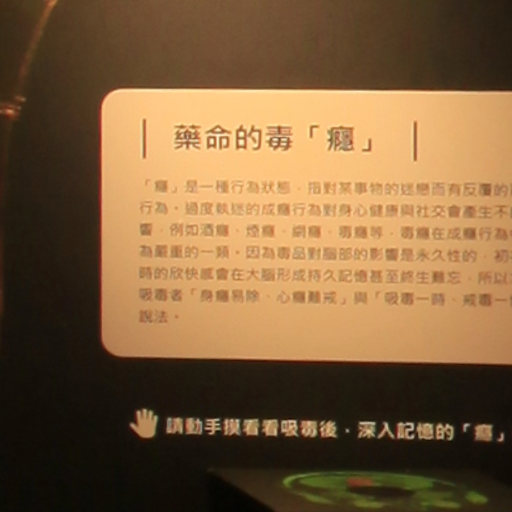 藥命的毒「癮」
「癮」是一種行為狀態，指對某事物的迷戀而有反覆的
行為。過度執迷的成癮行為對身心健康與社交會產生不
響，例如酒癮、煙癮、網癮、毒癮等，毒癮在成癮行為
為嚴重的一類。因為毒品對腦部的影響是永久性的，初
時的欣快感會在大腦形成持久記憶甚至終生難忘，所以
吸毒者「身癮易除、心癮難戒」與「吸毒一時、戒毒一
說法。
請動手摸看看吸毒後，深入記憶的「癮」